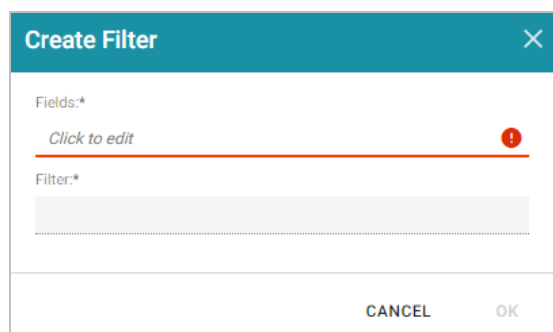 Create Filter
Fields:*
Click to edit
Filter:*
CANCEL OK